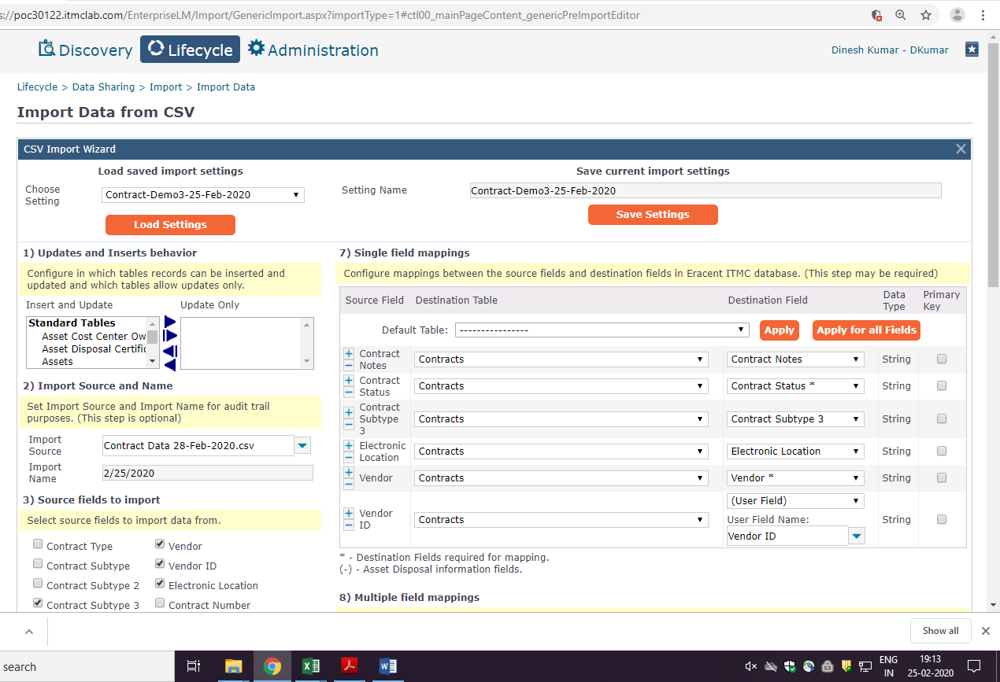 s://poc30122.itmclab.com/EnterpriseLM/Import/GenericImport.aspx?importType=1#ctl00_mainPageContent_genericPreImportEditor
Discovery Lifecycle Administration
Dinesh Kumar - DKumar
Lifecycle > Data Sharing > Import > Import Data
Import Data from CSV
CSV Import Wizard
Load saved import settings
Choose Setting
Contract-Demo3-25-Feb-2020
Load Settings
Save current import settings
Setting Name
Contract-Demo3-25-Feb-2020
Save Settings
1) Updates and Inserts behavior
Configure in which tables records can be inserted and
updated and which tables allow updates only.
Insert and Update
Update Only
Standard Tables
Asset Cost Center Ow
Asset Disposal Certific
Assets
2) Import Source and Name
Set Import Source and Import Name for audit trail
purposes. (This step is optional)
Import Source
Contract Data 28-Feb-2020.csv
Import Name
2/25/2020
3) Source fields to import
Select source fields to import data from.
Contract Type
Vendor
Contract Subtype
Vendor ID
Contract Subtype 2
Electronic Location
Contract Subtype 3
Contract Number
7) Single field mappings
Configure mappings between the source fields and destination fields in Eracent ITMC database. (This step may be required)
Source Field Destination Table Destination Field Data Type Primary Key
Default Table: ---------------- Apply Apply for all Fields
Contract Notes Contracts Contract Notes String
Contract Status Contracts Contract Status * String
Contract Subtype 3 Contracts Contract Subtype 3 String
Electronic Location Contracts Electronic Location String
Vendor Contracts Vendor * String
Vendor ID Contracts (User Field) String
User Field Name:
Vendor ID
* - Destination Fields required for mapping.
(-) - Asset Disposal information fields.
8) Multiple field mappings
Show all
search
ENG
IN
19:13
25-02-2020